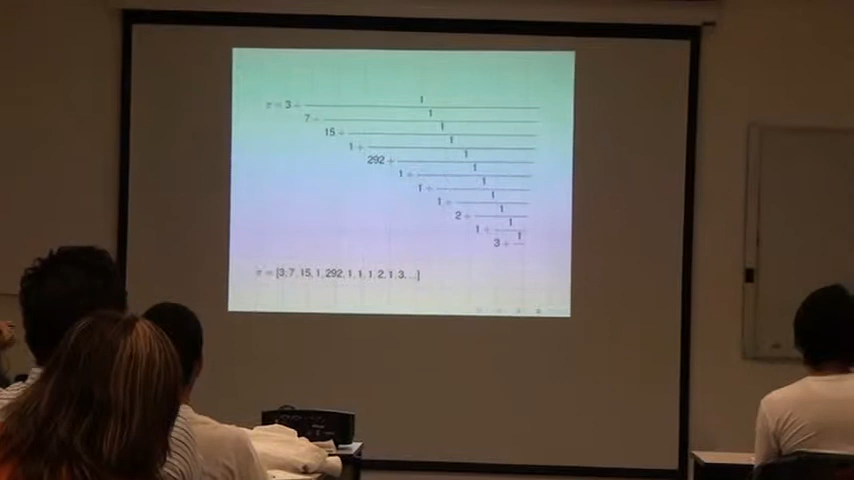 π = 3 + 1
7 + 1
15 + 1
1 + 1
292 + 1
1 + 1
1 + 1
1 + 1
2 + 1
1 + 1
3 + 1
π = [3; 7, 15, 1, 292, 1, 1, 1, 2, 1, 3 ...]